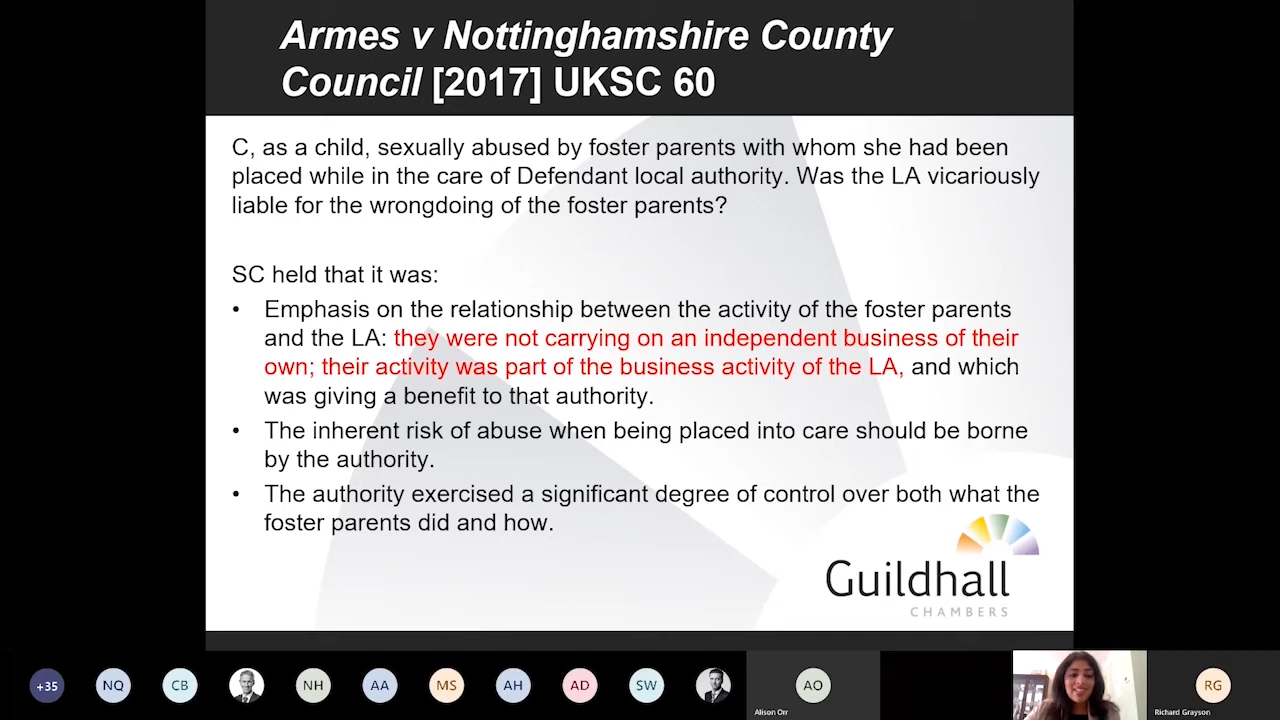 Armes v Nottinghamshire County
Council [2017] UKSC 60
C, as a child, sexually abused by foster parents with whom she had been
placed while in the care of Defendant local authority. Was the LA vicariously
liable for the wrongdoing of the foster parents?
SC held that it was:
• Emphasis on the relationship between the activity of the foster parents
and the LA: they were not carrying on an independent business of their
own; their activity was part of the business activity of the LA, and which
was giving a benefit to that authority.
• The inherent risk of abuse when being placed into care should be borne
by the authority.
• The authority exercised a significant degree of control over both what the
foster parents did and how.
Guildhall
CHAMBERS
+35 NQ CB NH AA MS AH AD SW AO RG
Alison Orr Richard Grayson